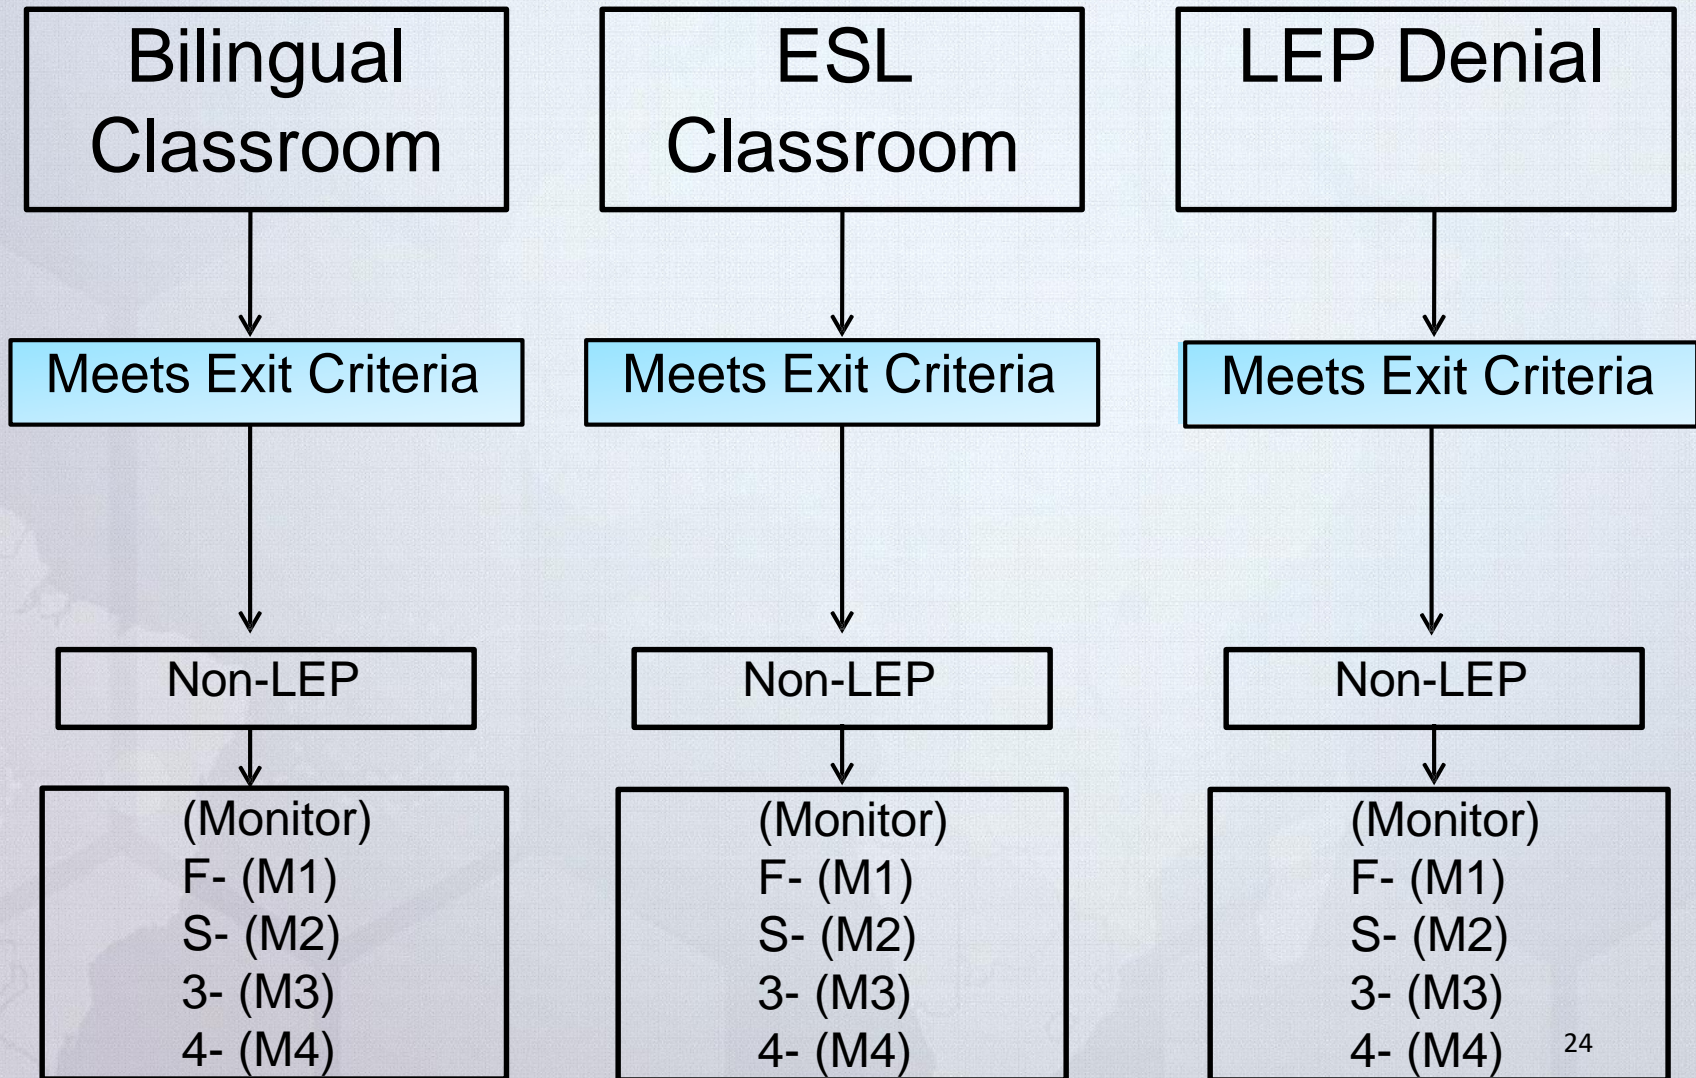 Bilingual
Classroom
Meets Exit Criteria
Non-LEP
(Monitor)
F- (M1)
S- (M2)
3- (M3)
4- (M4)
ESL
Classroom
Meets Exit Criteria
Non-LEP
(Monitor)
F- (M1)
S- (M2)
3- (M3)
4- (M4)
LEP Denial
Meets Exit Criteria
Non-LEP
(Monitor)
F- (M1)
S- (M2)
3- (M3)
4- (M4)
24